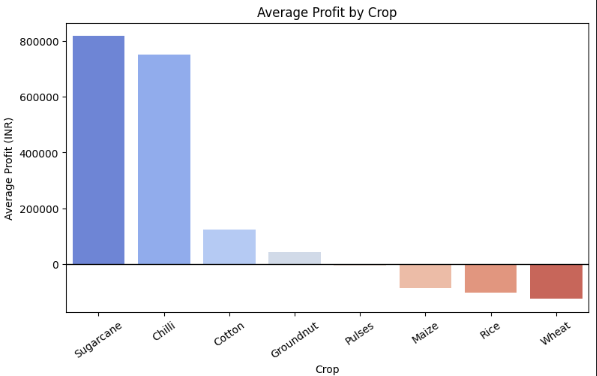 Average Profit by Crop
Average Profit (INR)
800000
600000
400000
200000
0
Sugarcane
Chilli
Cotton
Groundnut
Pulses
Maize
Rice
Wheat
Crop